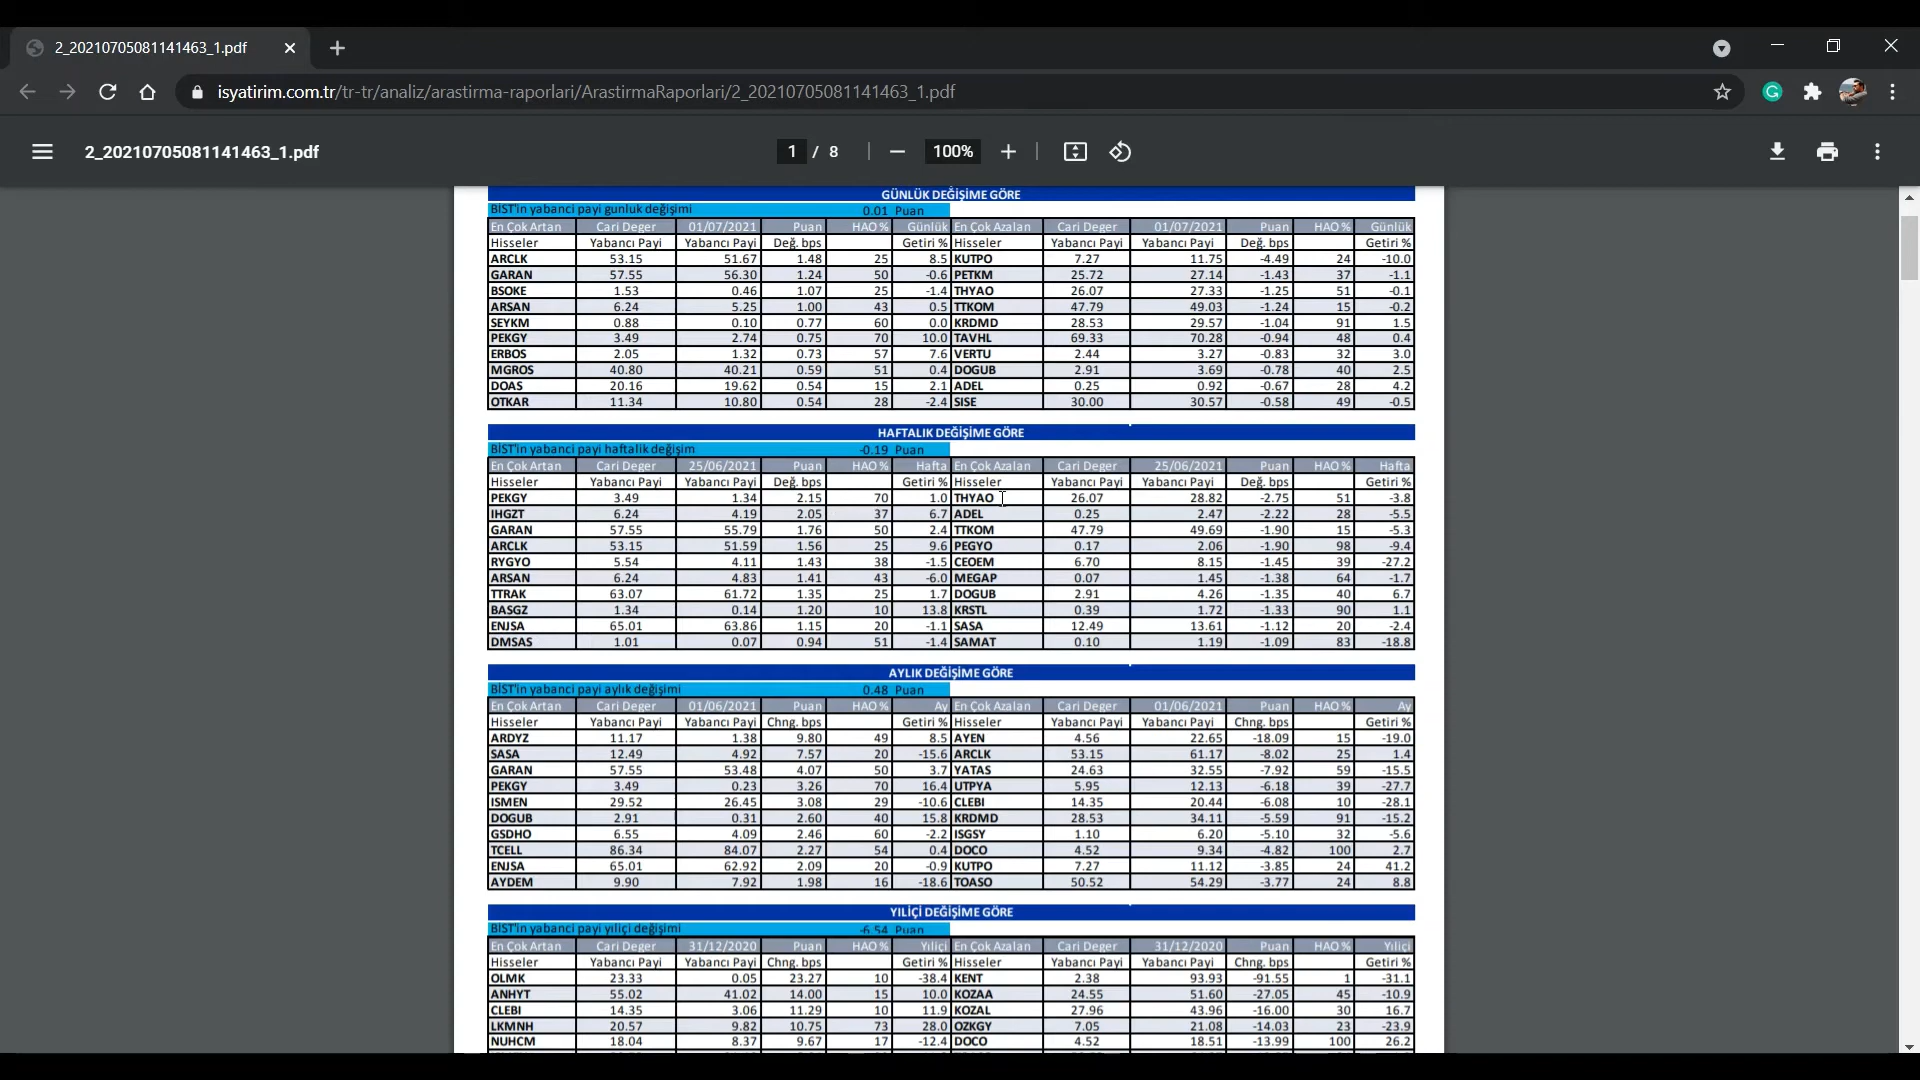 2_20210705081141463_1.pdf
isyatirim.com.tr/tr-tr/analiz/arastirma-raporlari/ArastirmaRaporlari/2_20210705081141463_1.pdf
2_20210705081141463_1.pdf 1 / 8 100%
GÜNLÜK DEĞİŞİME GÖRE
BİST'in yabanci payi gunluk değişimi 0.01 Puan
En Çok Artan Cari Deger 01/07/2021 Puan HAO% Günlük En Çok Azalan Cari Deger 01/07/2021 Puan HAO% Günlük
Hisseler Yabancı Payi Yabancı Payi Değ. bps Getiri % Hisseler Yabancı Payi Yabancı Payi Değ. bps Getiri %
ARCLK 53.15 51.67 1.48 25 8.5 KUTPO 7.27 11.75 -4.49 24 -10.0
GARAN 57.55 56.30 1.24 50 -0.6 PETKM 25.72 27.14 -1.43 37 -1.1
BSOKE 1.53 0.46 1.07 25 -1.4 THYAO 26.07 27.33 -1.25 51 -0.1
ARSAN 6.24 5.25 1.00 43 0.5 TTKOM 47.79 49.03 -1.24 15 -0.2
SEYKM 0.88 0.10 0.77 60 0.0 KRDMD 28.53 29.57 -1.04 91 1.5
PEKGY 3.49 2.74 0.75 70 10.0 TAVHL 69.33 70.28 -0.94 48 0.4
ERBOS 2.05 1.32 0.73 57 7.6 VERTU 2.44 3.27 -0.83 32 3.0
MGROS 40.80 40.21 0.59 51 0.4 DOGUB 2.91 3.69 -0.78 40 2.5
DOAS 20.16 19.62 0.54 15 2.1 ADEL 0.25 0.92 -0.67 28 4.2
OTKAR 11.34 10.80 0.54 28 -2.4 SISE 30.00 30.57 -0.58 49 -0.5
HAFTALIK DEĞİŞİME GÖRE
BİST'in yabanci payi haftalik değişim -0.19 Puan
En Çok Artan Cari Deger 25/06/2021 Puan HAO% Hafta En Çok Azalan Cari Deger 25/06/2021 Puan HAO% Hafta
Hisseler Yabancı Payi Yabancı Payi Değ. bps Getiri % Hisseler Yabancı Payi Yabancı Payi Değ. bps Getiri %
PEKGY 3.49 1.34 2.15 70 1.0 THYAO 26.07 28.82 -2.75 51 -3.8
IHGZT 6.24 4.19 2.05 37 6.7 ADEL 0.25 2.47 -2.22 28 -5.5
GARAN 57.55 55.79 1.76 50 2.4 TTKOM 47.79 49.69 -1.90 15 -5.3
ARCLK 53.15 51.59 1.56 25 9.6 PEGYO 0.17 2.06 -1.90 98 -9.4
RYGYO 5.54 4.11 1.43 38 -1.5 CEOEM 6.70 8.15 -1.45 39 -27.2
ARSAN 6.24 4.83 1.41 43 -6.0 MEGAP 0.07 1.45 -1.38 64 -1.7
TTRAK 63.07 61.72 1.35 25 1.7 DOGUB 2.91 4.26 -1.35 40 6.7
BASGZ 1.34 0.14 1.20 10 13.8 KRSTL 0.39 1.72 -1.33 90 1.1
ENJSA 65.01 63.86 1.15 20 -1.1 SASA 12.49 13.61 -1.12 20 -2.4
DMSAS 1.01 0.07 0.94 51 -1.4 SAMAT 0.10 1.19 -1.09 83 -18.8
AYLIK DEĞİŞİME GÖRE
BİST'in yabanci payi aylık değişimi 0.48 Puan
En Çok Artan Cari Deger 01/06/2021 Puan HAO% Ay En Çok Azalan Cari Deger 01/06/2021 Puan HAO% Ay
Hisseler Yabancı Payi Yabancı Payi Chng. bps Getiri % Hisseler Yabancı Payi Yabancı Payi Chng. bps Getiri %
ARDYZ 11.17 1.38 9.80 49 8.5 AYEN 4.56 22.65 -18.09 15 -19.0
SASA 12.49 4.92 7.57 20 -15.6 ARCLK 53.15 61.17 -8.02 25 1.4
GARAN 57.55 53.48 4.07 50 3.7 YATAS 24.63 32.55 -7.92 59 -15.5
PEKGY 3.49 0.23 3.26 70 16.4 UTPYA 5.95 12.13 -6.18 39 -27.7
ISMEN 29.52 26.45 3.08 29 -10.6 CLEBI 14.35 20.44 -6.08 10 -28.1
DOGUB 2.91 0.31 2.60 40 15.8 KRDMD 28.53 34.11 -5.59 91 -15.2
GSDHO 6.55 4.09 2.46 60 -2.2 ISGSY 1.10 6.20 -5.10 32 -5.6
TCELL 86.34 84.07 2.27 54 0.4 DOCO 4.52 9.34 -4.82 100 2.7
ENJSA 65.01 62.92 2.09 20 -0.9 KUTPO 7.27 11.12 -3.85 24 41.2
AYDEM 9.90 7.92 1.98 16 -18.6 TOASO 50.52 54.29 -3.77 24 8.8
YILİÇİ DEĞİŞİME GÖRE
BİST'in yabanci payi yıliçi değişimi -6.54 Puan
En Çok Artan Cari Deger 31/12/2020 Puan HAO% Yıliçi En Çok Azalan Cari Deger 31/12/2020 Puan HAO% Yıliçi
Hisseler Yabancı Payi Yabancı Payi Chng. bps Getiri % Hisseler Yabancı Payi Yabancı Payi Chng. bps Getiri %
OLMK 23.33 0.05 23.27 10 -38.4 KENT 2.38 93.93 -91.55 1 -31.1
ANHYT 55.02 41.02 14.00 15 10.0 KOZAA 24.55 51.60 -27.05 45 -10.9
CLEBI 14.35 3.06 11.29 10 11.9 KOZAL 27.96 43.96 -16.00 30 16.7
LKMNH 20.57 9.82 10.75 73 28.0 OZKGY 7.05 21.08 -14.03 23 -23.9
NUHCM 18.04 8.37 9.67 17 -12.4 DOCO 4.52 18.51 -13.99 100 26.2